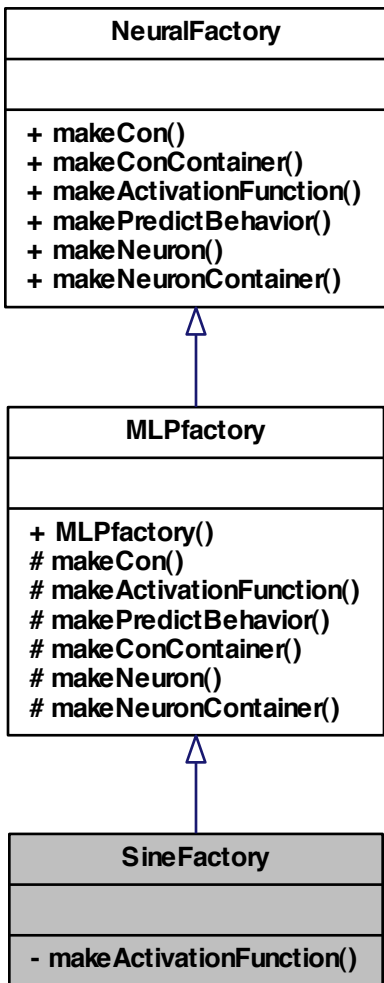 NeuralFactory
+ makeCon()
+ makeConContainer()
+ makeActivationFunction()
+ makePredictBehavior()
+ makeNeuron()
+ makeNeuronContainer()
MLPfactory
+ MLPfactory()
# makeCon()
# makeActivationFunction()
# makePredictBehavior()
# makeConContainer()
# makeNeuron()
# makeNeuronContainer()
SineFactory
- makeActivationFunction()